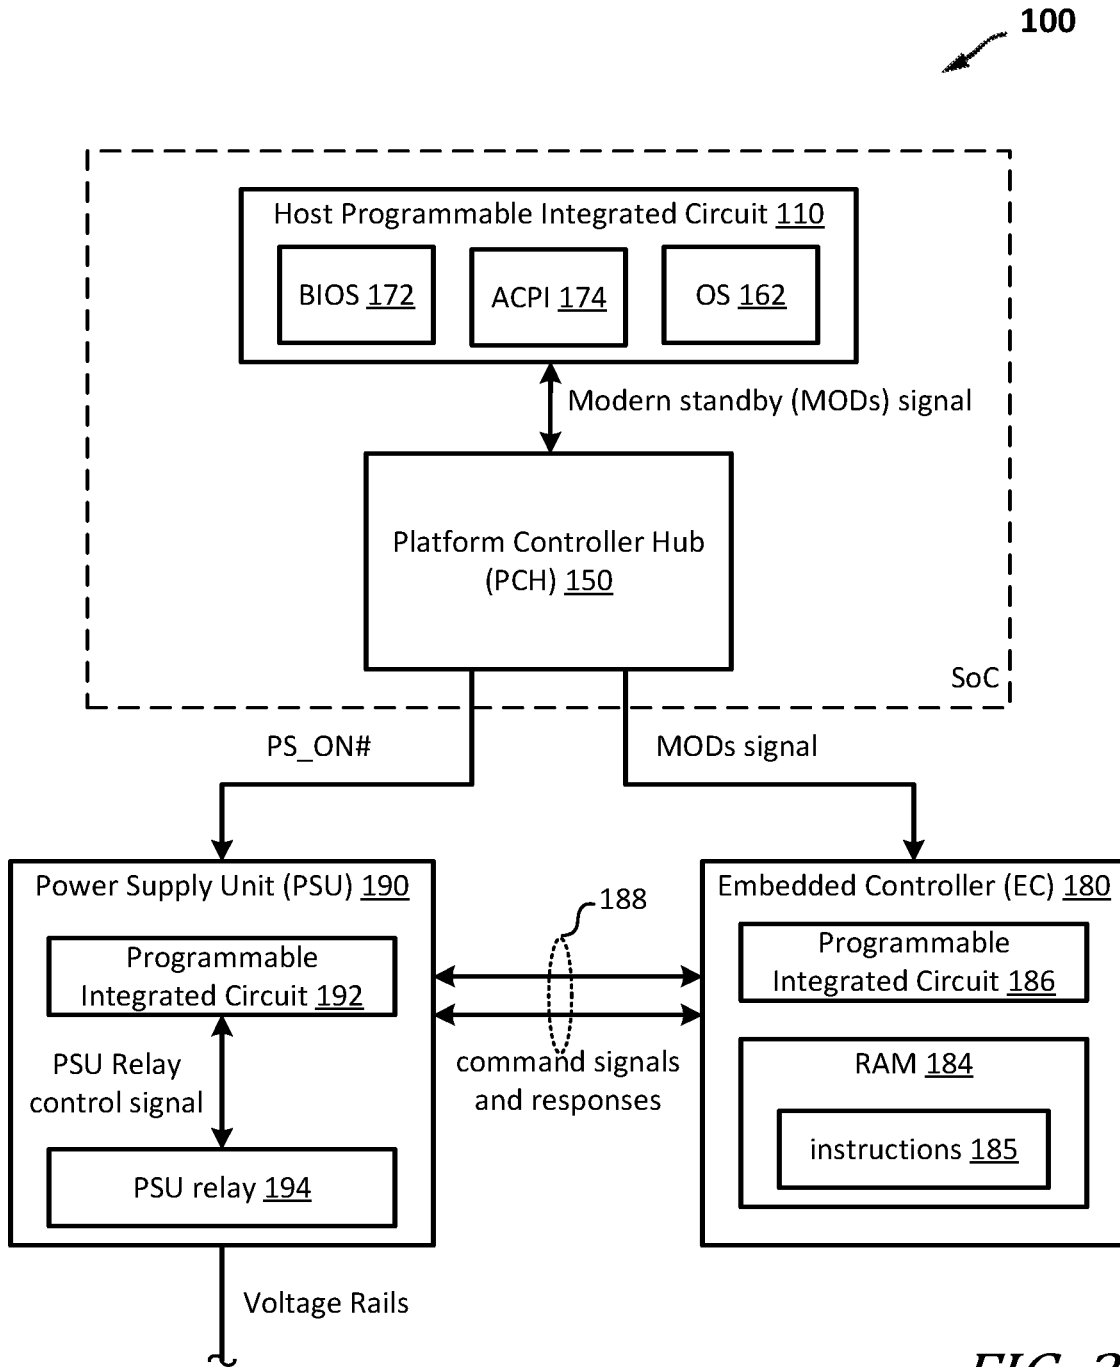 100
Host Programmable Integrated Circuit 110
BIOS 172
ACPI 174
OS 162
Modern standby (MODs) signal
Platform Controller Hub
(PCH) 150
SoC
PS_ON#
MODs signal
Power Supply Unit (PSU) 190
Programmable
Integrated Circuit 192
PSU Relay
control signal
PSU relay 194
188
command signals
and responses
Embedded Controller (EC) 180
Programmable
Integrated Circuit 186
RAM 184
instructions 185
Voltage Rails
FIG. 2